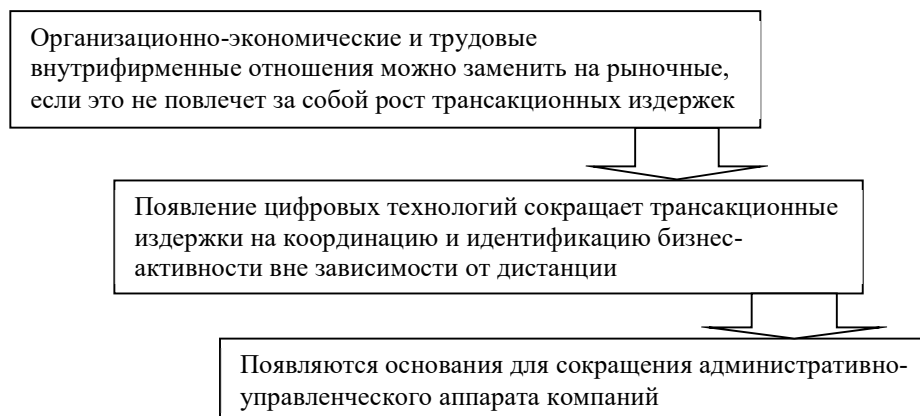 Организационно-экономические и трудовые
внутрифирменные отношения можно заменить на рыночные,
если это не повлечет за собой рост трансакционных издержек
Появление цифровых технологий сокращает трансакционные
издержки на координацию и идентификацию бизнес-
активности вне зависимости от дистанции
Появляются основания для сокращения административно-
управленческого аппарата компаний